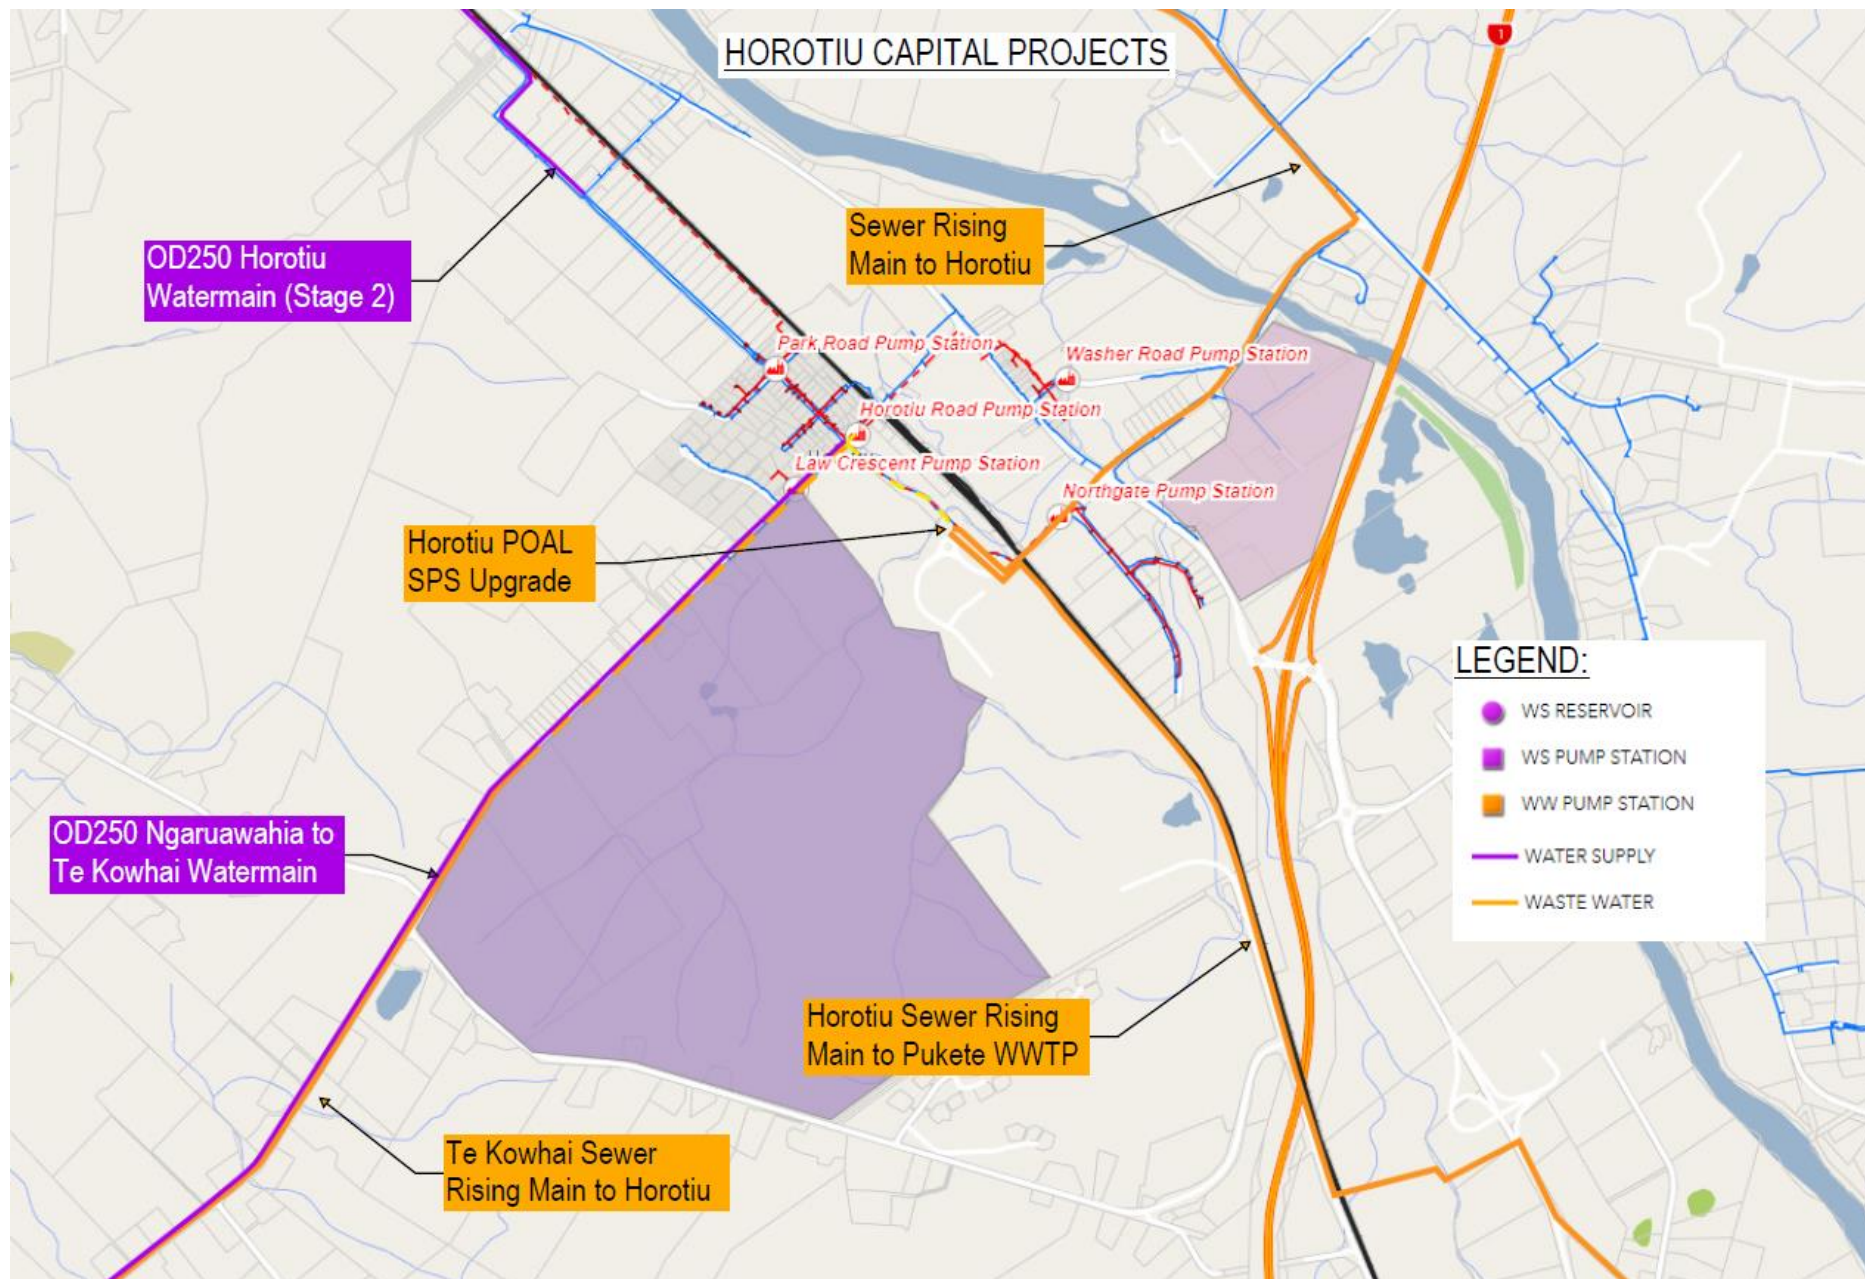 HOROTIU CAPITAL PROJECTS
1
Sewer Rising
Main to Horotiu
OD250 Horotiu
Watermain (Stage 2)
Park Road Pump Station
Washer Road Pump Station
Horotiu Road Pump Station
Law Crescent Pump Station
Northgate Pump Station
Horotiu POAL
SPS Upgrade
LEGEND:
WS RESERVOIR
WS PUMP STATION
WW PUMP STATION
WATER SUPPLY
WASTE WATER
OD250 Ngaruawahia to
Te Kowhai Watermain
Horotiu Sewer Rising
Main to Pukete WWTP
Te Kowhai Sewer
Rising Main to Horotiu